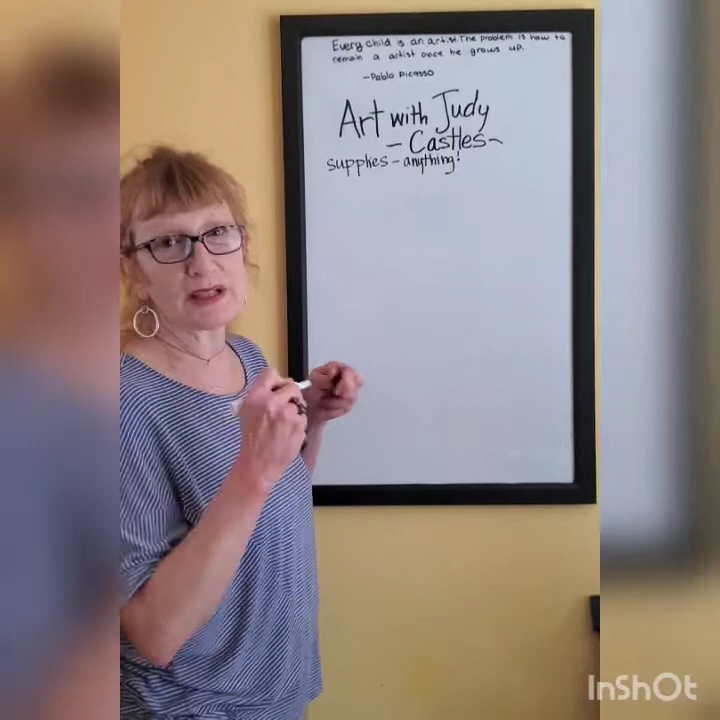 Every child is an artist. The problem is how to
remain a artist once he grows up.
-Pablo Picasso
Art with Judy
- Castles ~
supplies - anything!
InShOt